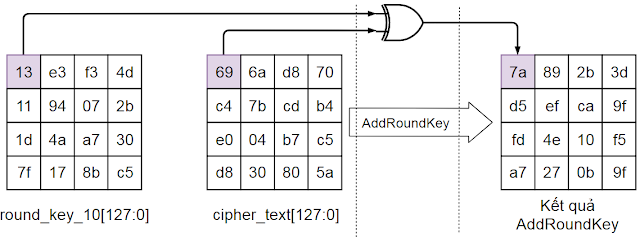 13 e3 f3 4d
11 94 07 2b
1d 4a a7 30
7f 17 8b c5
round_key_10[127:0]
69 6a d8 70
c4 7b cd b4
e0 04 b7 c5
d8 30 80 5a
cipher_text[127:0]
AddRoundKey
7a 89 2b 3d
d5 ef ca 9f
fd 4e 10 f5
a7 27 0b 9f
Kết quả
AddRoundKey